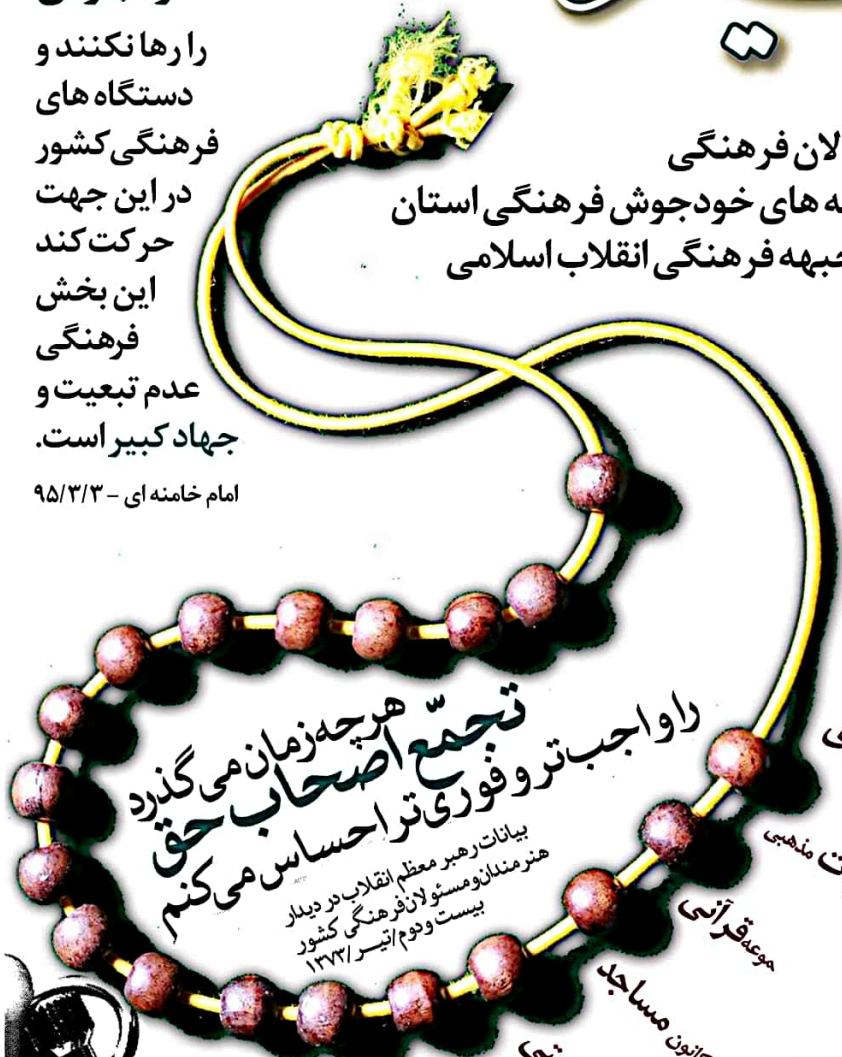 را رها نکنند و
دستگاه های
فرهنگی کشور
در این جهت
حرکت کند
این بخش
فرهنگی
عدم تبعیت و
جهاد کبیر است.
امام خامنه ای - ۹۵/۳/۳
فرهنگی
های خودجوش فرهنگی استان
جبهه فرهنگی انقلاب اسلامی
هر چه زمان می گذرد
تجمّع اصحاب حق
را واجب تر و فوری تر احساس می کنم
بیانات رهبر معظم انقلاب در دیدار
هنرمندان و مسئولان فرهنگی کشور
بیست و دوم /تیر /۱۳۷۳
مذهبی
قرآنی
مساجد